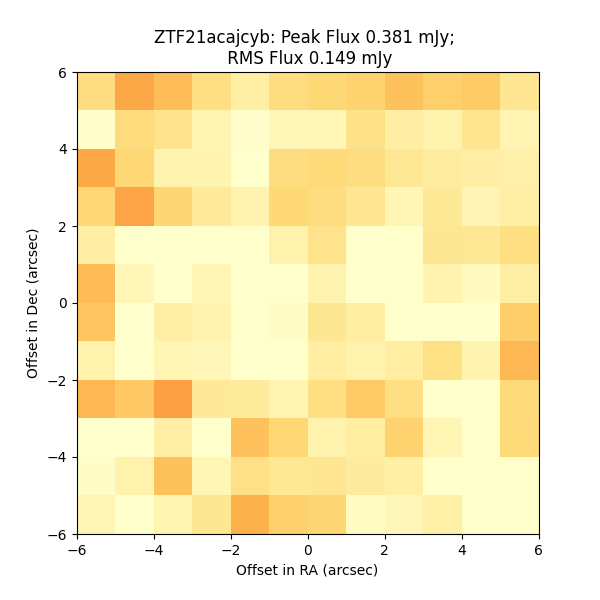 ZTF21acajcyb: Peak Flux 0.381 mJy;
RMS Flux 0.149 mJy
6
4
2
0
−2
−4
−6
Offset in Dec (arcsec)
−6 −4 −2 0 2 4 6
Offset in RA (arcsec)